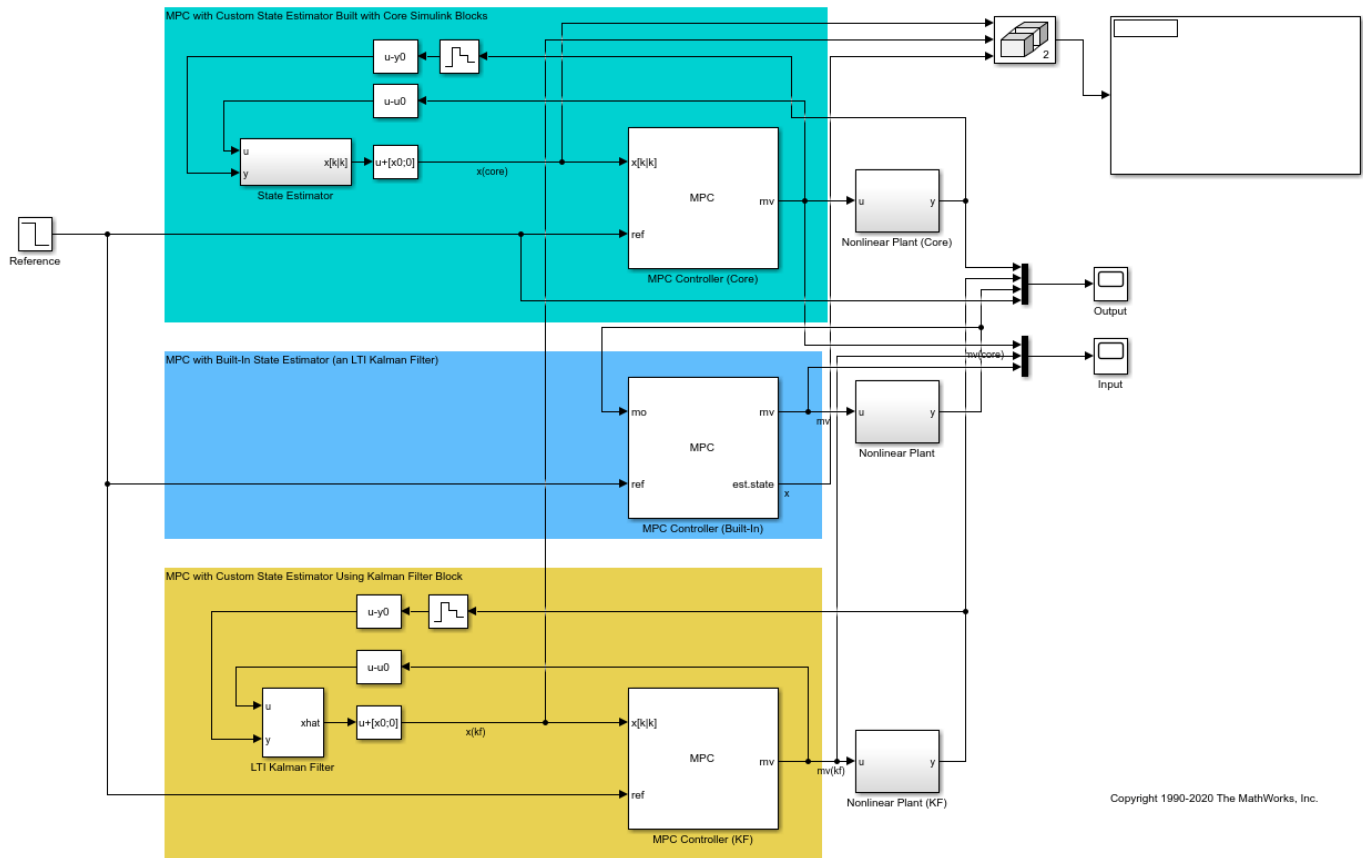 MPC with Custom State Estimator Built with Core Simulink Blocks
u-y0
2
u-u0
u
y
x[k|k]
State Estimator
u+[x0;0]
x(core)
x[k|k]
MPC
mv
ref
MPC Controller (Core)
u
y
Nonlinear Plant (Core)
Reference
Output
mv(core)
Input
MPC with Built-In State Estimator (an LTI Kalman Filter)
mo
mv
MPC
ref
est.state
MPC Controller (Built-In)
mv
x
u
y
Nonlinear Plant
MPC with Custom State Estimator Using Kalman Filter Block
u-y0
u-u0
u
xhat
y
LTI Kalman Filter
u+[x0;0]
x(kf)
x[k|k]
MPC
mv
ref
MPC Controller (KF)
mv(kf)
u
y
Nonlinear Plant (KF)
Copyright 1990-2020 The MathWorks, Inc.